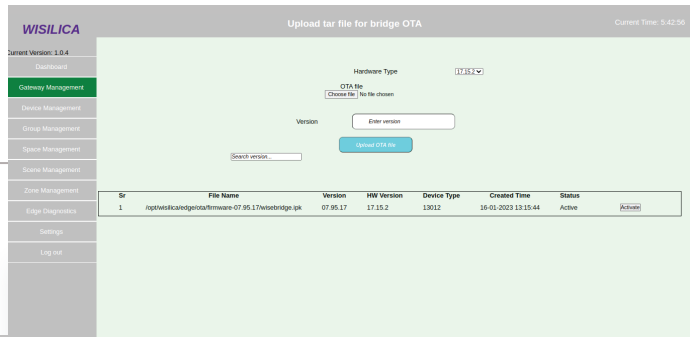 WISILICA
Upload tar file for bridge OTA
Current Time: 5:42:58
Current Version: 1.0.4
Dashboard
Gateway Management
Device Management
Group Management
Space Management
Scene Management
Zone Management
Edge Diagnostics
Settings
Log out
Hardware Type 17.15.2
OTA file
Choose file No file chosen
Version Enter version
Upload OTA file
Search version...
Sr File Name Version HW Version Device Type Created Time Status
1 /opt/wisilica/edge/ota/firmware-07.95.17/wisebridge.ipk 07.95.17 17.15.2 13012 16-01-2023 13:15:44 Active Activate